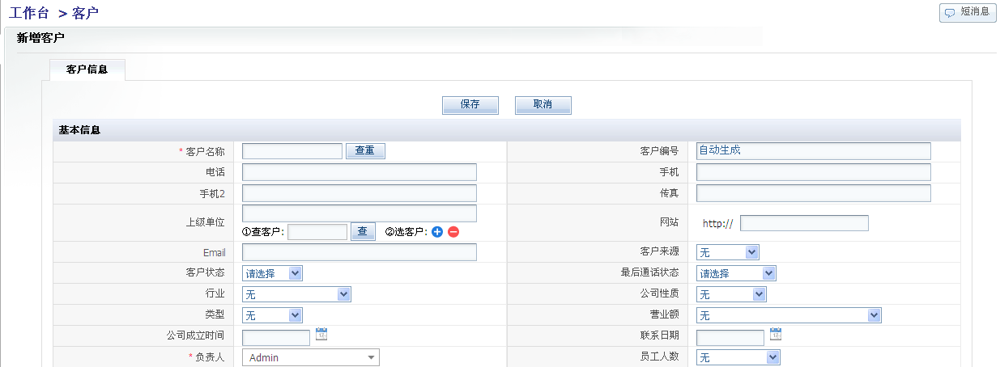 工作台 > 客户
短消息
新增客户
客户信息
保存 取消
基本信息
* 客户名称 查重 客户编号 自动生成
电话 手机
手机2 传真
上级单位 网站 http://
①查客户: 查 ②选客户:
Email 客户来源 无
客户状态 请选择 最后通话状态 请选择
行业 无 公司性质 无
类型 无 营业额 无
公司成立时间 联系日期
* 负责人 Admin 员工人数 无